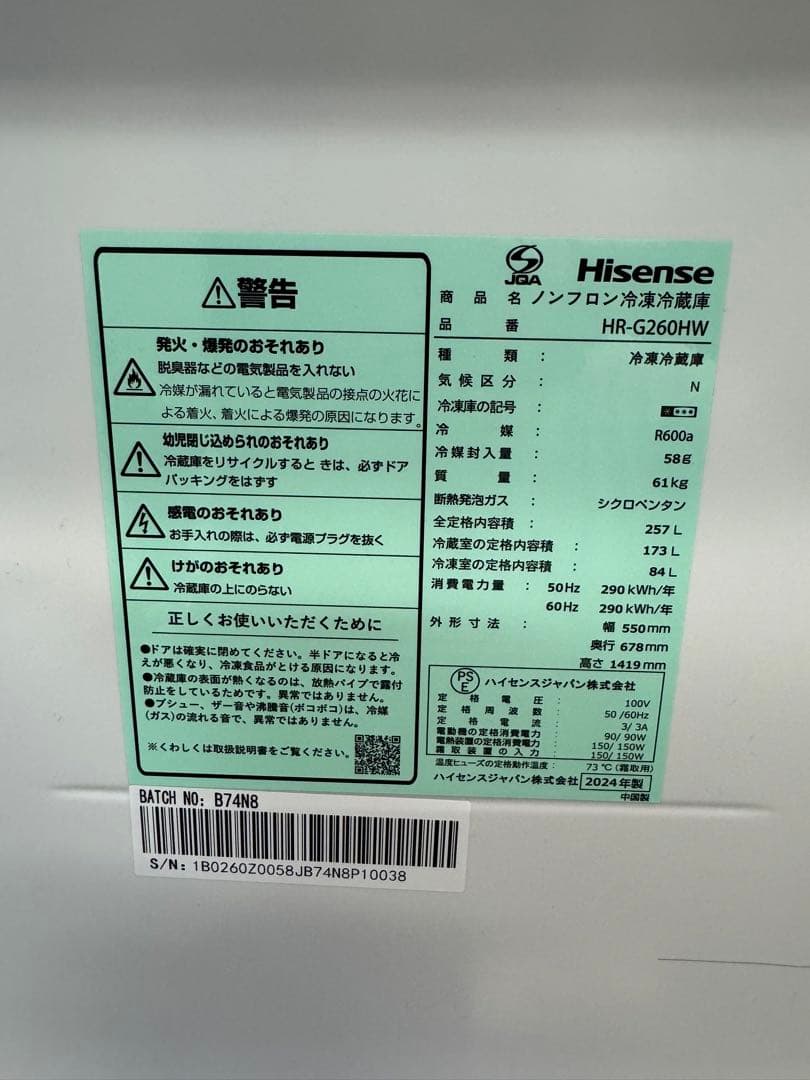 ⚠警告
発火・爆発のおそれあり
脱臭器などの電気製品を入れない
冷媒が漏れていると電気製品の接点の火花に
よる着火、着火による爆発の原因になります。
幼児閉じ込められのおそれあり
冷蔵庫をリサイクルすると きは、必ずドア
パッキングをはずす
感電のおそれあり
お手入れの際は、必ず電源プラグを抜く
けがのおそれあり
冷蔵庫の上にのらない
正しくお使いいただくために
●ドアは確実に閉めてください。半ドアになると冷
えが悪くなり、冷凍食品がとける原因になります。
●冷蔵庫の表面が熱くなるのは、放熱パイプで露付
防止をしているためです。異常ではありません。
●プシュー、ザー音や沸騰音(ボコボコ)は、冷媒
(ガス)の流れる音で、異常ではありません。
※くわしくは取扱説明書をご覧ください。
JQA Hisense
商品名 ノンフロン冷凍冷蔵庫
品番 HR-G260HW
種類 : 冷凍冷蔵庫
気候区分 : N
冷凍庫の記号 :
冷媒 : R600a
冷媒封入量 : 58g
質量 : 61kg
断熱発泡ガス : シクロペンタン
全定格内容積 : 257L
冷蔵室の定格内容積 : 173L
冷凍室の定格内容積 : 84L
消費電力量 : 50Hz 290kWh/年
60Hz 290kWh/年
外形寸法 : 幅 550mm
奥行 678mm
高さ 1419mm
PSE ハイセンスジャパン株式会社
定格電圧 : 100V
定格周波数 : 50/60Hz
定格電流 : 3/3A
電動機の定格消費電力 : 90/90W
電熱装置の定格消費電力 : 150/150W
霜取装置の入力 : 150/150W
温度ヒューズの定格動作温度 : 73℃(霜取用)
ハイセンスジャパン株式会社 2024年製
中国製
BATCH NO: B74N8
S/N: 1B0260Z0058JB74N8P10038